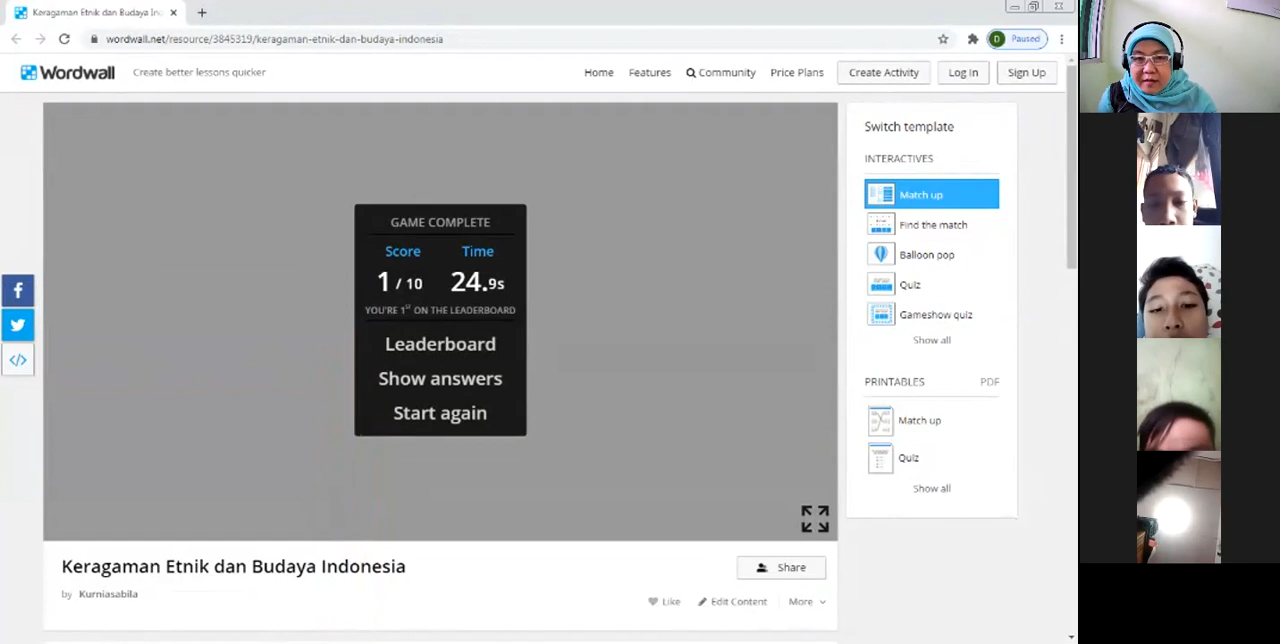 Keragaman Etnik dan Budaya Ind
wordwall.net/resource/3845319/keragaman-etnik-dan-budaya-indonesia
D Paused
Wordwall Create better lessons quicker Home Features Community Price Plans Create Activity Log In Sign Up
GAME COMPLETE
Score Time
1 / 10 24.9s
YOU'RE 1st ON THE LEADERBOARD
Leaderboard
Show answers
Start again
Switch template
INTERACTIVES
Match up
Find the match
Balloon pop
Quiz
Gameshow quiz
Show all
PRINTABLES PDF
Match up
Quiz
Show all
Keragaman Etnik dan Budaya Indonesia
Share
by Kurniasabila
Like Edit Content More